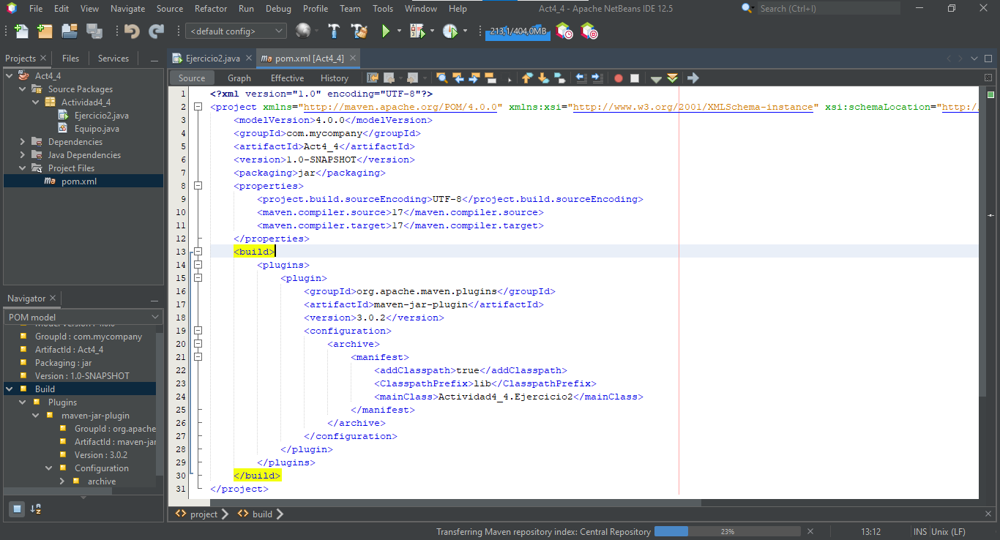 File Edit View Navigate Source Refactor Run Debug Profile Team Tools Window Help
Act4_4 - Apache NetBeans IDE 12.5
Search (Ctrl+I)
<default config>
213,1/404,0MB
Projects Files Services
Act4_4
Source Packages
Actividad4_4
Ejercicio2.java
Equipo.java
Dependencies
Java Dependencies
Project Files
pom.xml
Navigator
POM model
GroupId : com.mycompany
ArtifactId : Act4_4
Packaging : jar
Version : 1.0-SNAPSHOT
Build
Plugins
maven-jar-plugin
GroupId : org.apache
ArtifactId : maven-jar
Version : 3.0.2
Configuration
archive
Ejercicio2.java pom.xml [Act4_4]
Source Graph Effective History
1 <?xml version="1.0" encoding="UTF-8"?>
2 <project xmlns="http://maven.apache.org/POM/4.0.0" xmlns:xsi="http://www.w3.org/2001/XMLSchema-instance" xsi:schemaLocation="http:/
3 <modelVersion>4.0.0</modelVersion>
4 <groupId>com.mycompany</groupId>
5 <artifactId>Act4_4</artifactId>
6 <version>1.0-SNAPSHOT</version>
7 <packaging>jar</packaging>
8 <properties>
9 <project.build.sourceEncoding>UTF-8</project.build.sourceEncoding>
10 <maven.compiler.source>17</maven.compiler.source>
11 <maven.compiler.target>17</maven.compiler.target>
12 </properties>
13 <build>
14 <plugins>
15 <plugin>
16 <groupId>org.apache.maven.plugins</groupId>
17 <artifactId>maven-jar-plugin</artifactId>
18 <version>3.0.2</version>
19 <configuration>
20 <archive>
21 <manifest>
22 <addClasspath>true</addClasspath>
23 <ClasspathPrefix>lib</ClasspathPrefix>
24 <mainClass>Actividad4_4.Ejercicio2</mainClass>
25 </manifest>
26 </archive>
27 </configuration>
28 </plugin>
29 </plugins>
30 </build>
31 </project>
project build
Transferring Maven repository index: Central Repository 23% 13:12 INS Unix (LF)